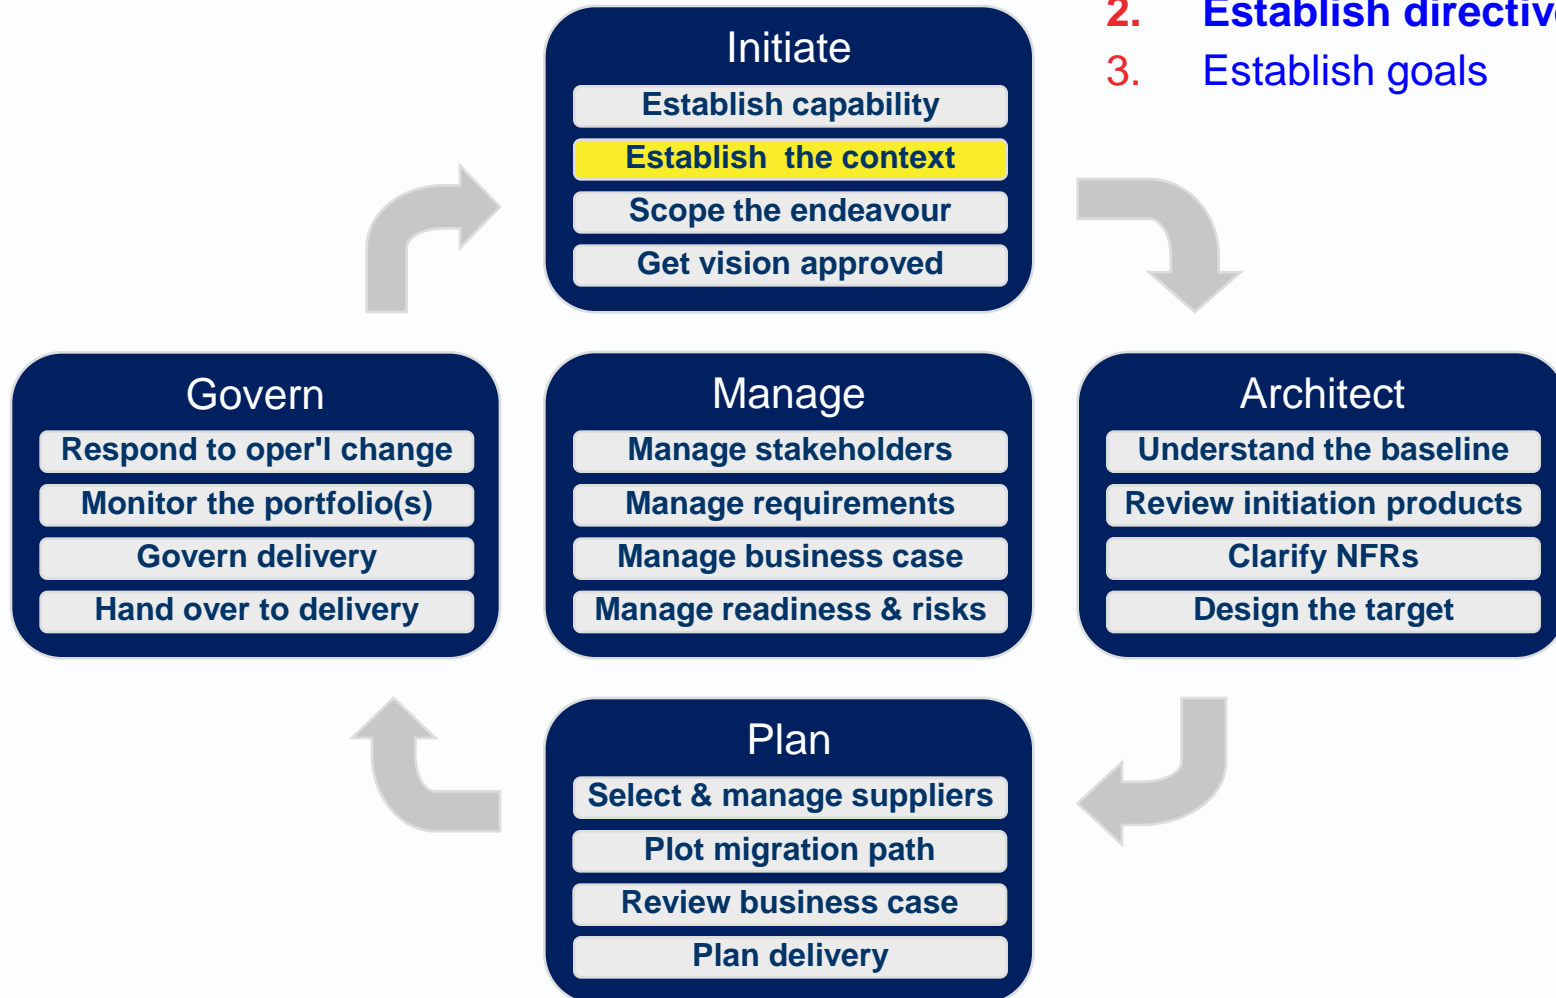 2. Establish directive
3. Establish goals
Initiate
Establish capability
Establish the context
Scope the endeavour
Get vision approved
Govern
Respond to oper'l change
Monitor the portfolio(s)
Govern delivery
Hand over to delivery
Manage
Manage stakeholders
Manage requirements
Manage business case
Manage readiness & risks
Architect
Understand the baseline
Review initiation products
Clarify NFRs
Design the target
Plan
Select & manage suppliers
Plot migration path
Review business case
Plan delivery